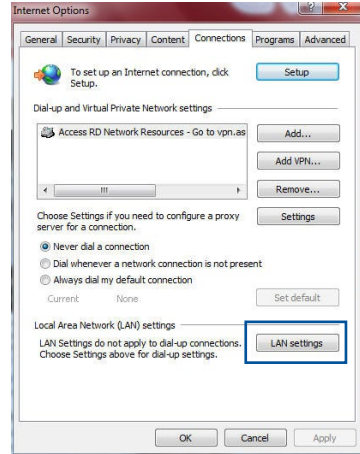 Internet Options
General Security Privacy Content Connections Programs Advanced
To set up an Internet connection, click
Setup.
Setup
Dial-up and Virtual Private Network settings
Access RD Network Resources - Go to vpn.as
Add...
Add VPN...
Remove...
Choose Settings if you need to configure a proxy
server for a connection.
Settings
Never dial a connection
Dial whenever a network connection is not present
Always dial my default connection
Current None
Set default
Local Area Network (LAN) settings
LAN Settings do not apply to dial-up connections.
Choose Settings above for dial-up settings.
LAN settings
OK Cancel Apply